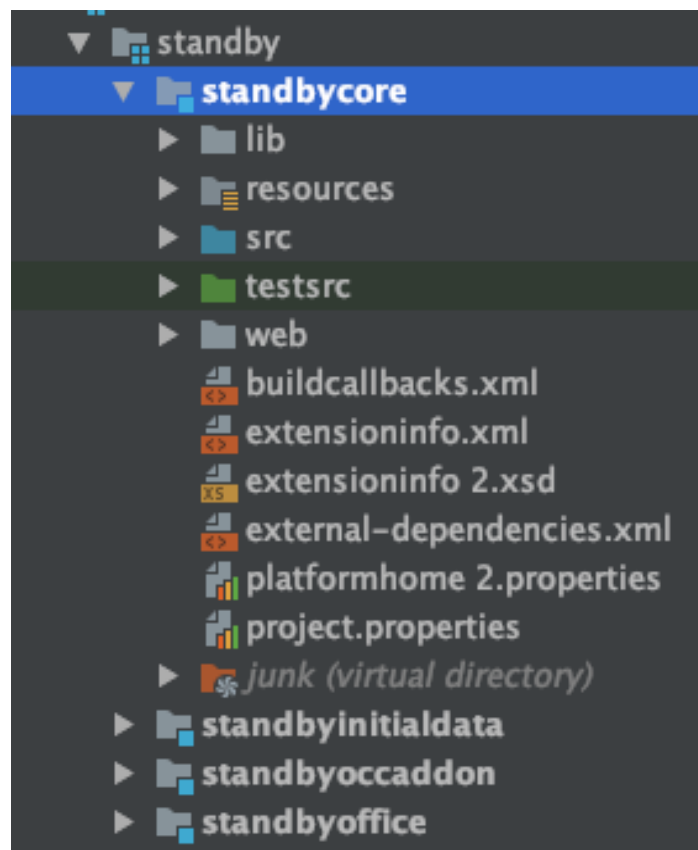 standby
standbycore
lib
resources
src
testsrc
web
buildcallbacks.xml
extensioninfo.xml
extensioninfo 2.xsd
external-dependencies.xml
platformhome 2.properties
project.properties
junk (virtual directory)
standbyinitialdata
standbyoccaddon
standbyoffice